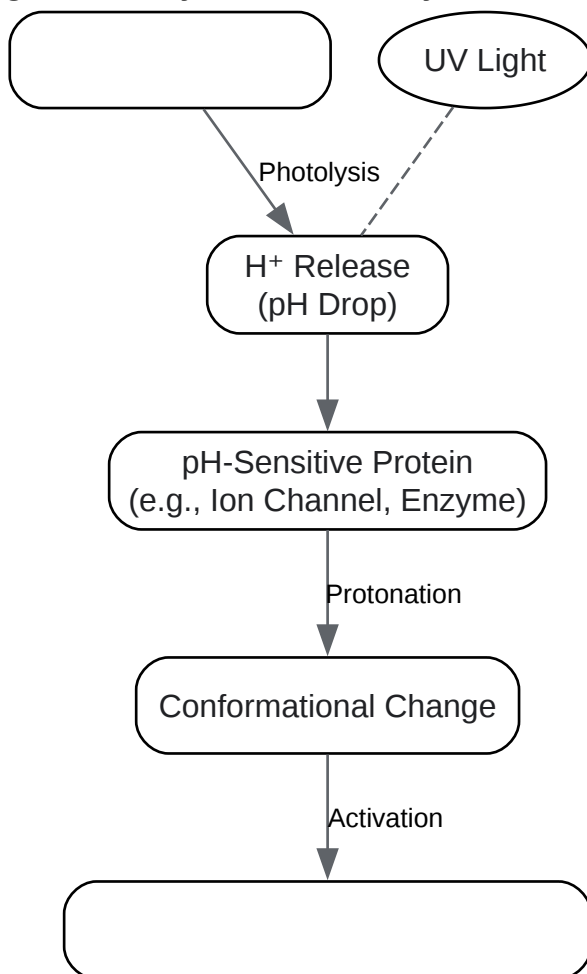 UV Light
Photolysis
H⁺ Release
(pH Drop)
pH-Sensitive Protein
(e.g., Ion Channel, Enzyme)
Protonation
Conformational Change
Activation